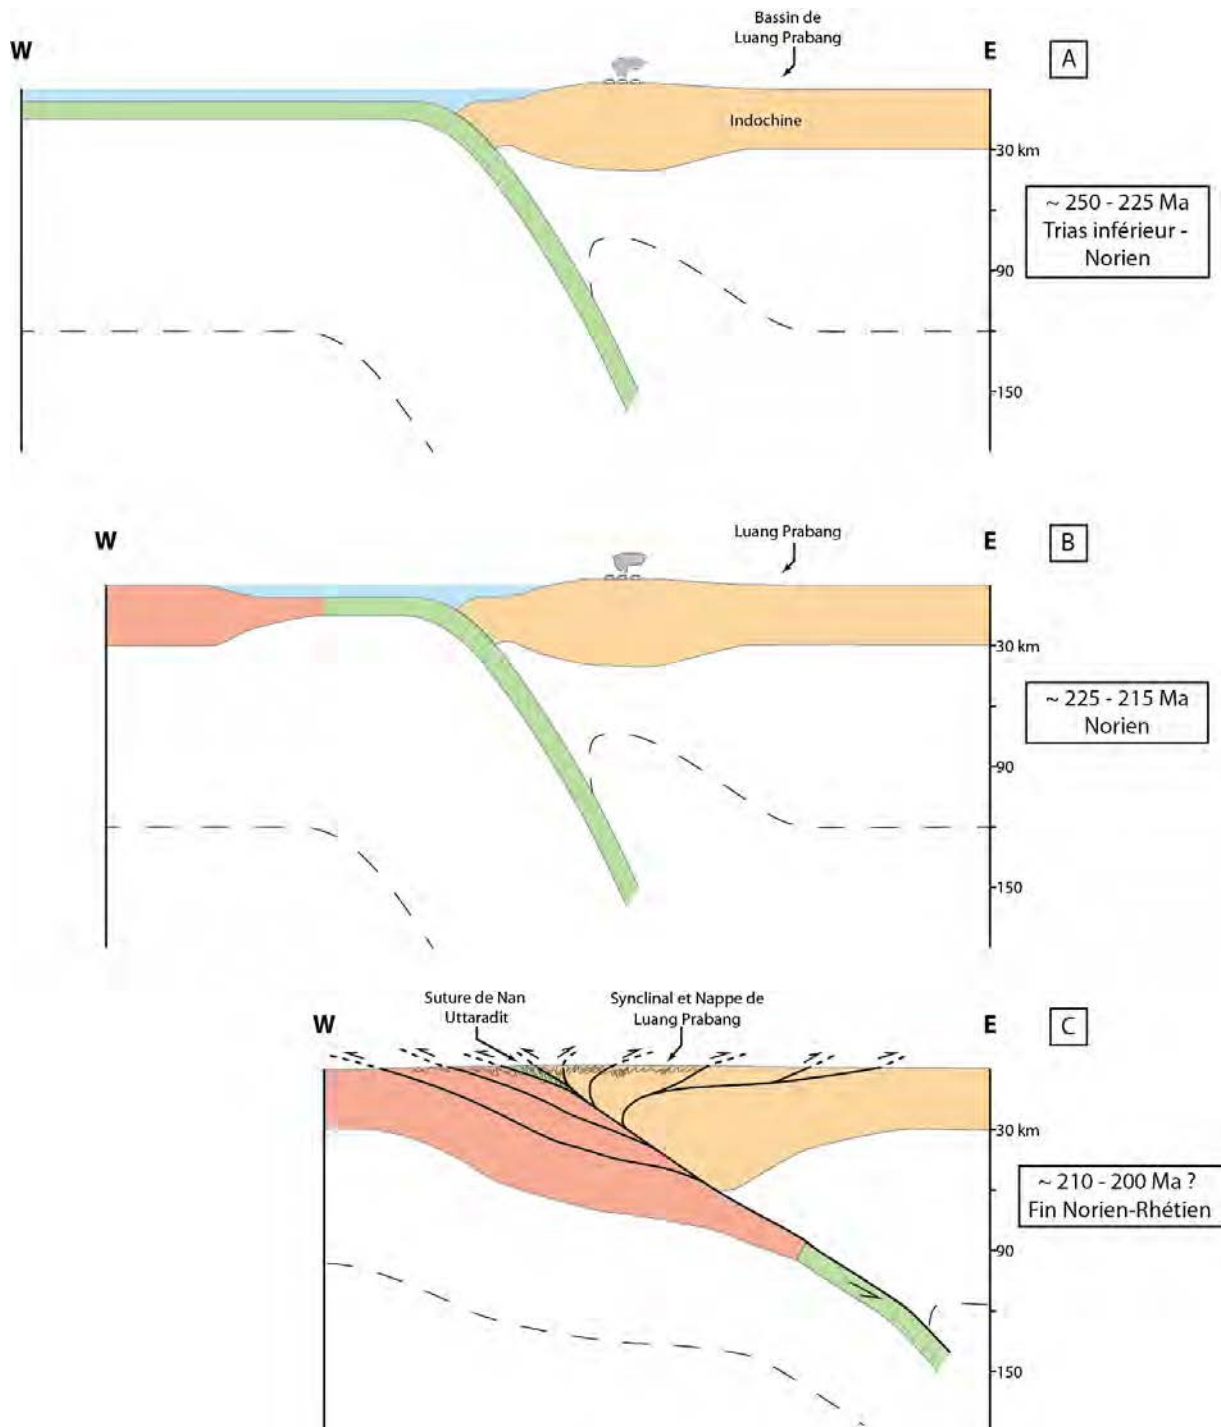 Bassin de
Luang Prabang
W
E
A
Indochine
30 km
~ 250 - 225 Ma
Trias inférieur -
Norien
90
150
Luang Prabang
W
E
B
30 km
~ 225 - 215 Ma
Norien
90
150
Suture de Nan
Uttaradit
Synclinal et Nappe de
Luang Prabang
W
E
C
30 km
~ 210 - 200 Ma ?
Fin Norien-Rhétien
90
150